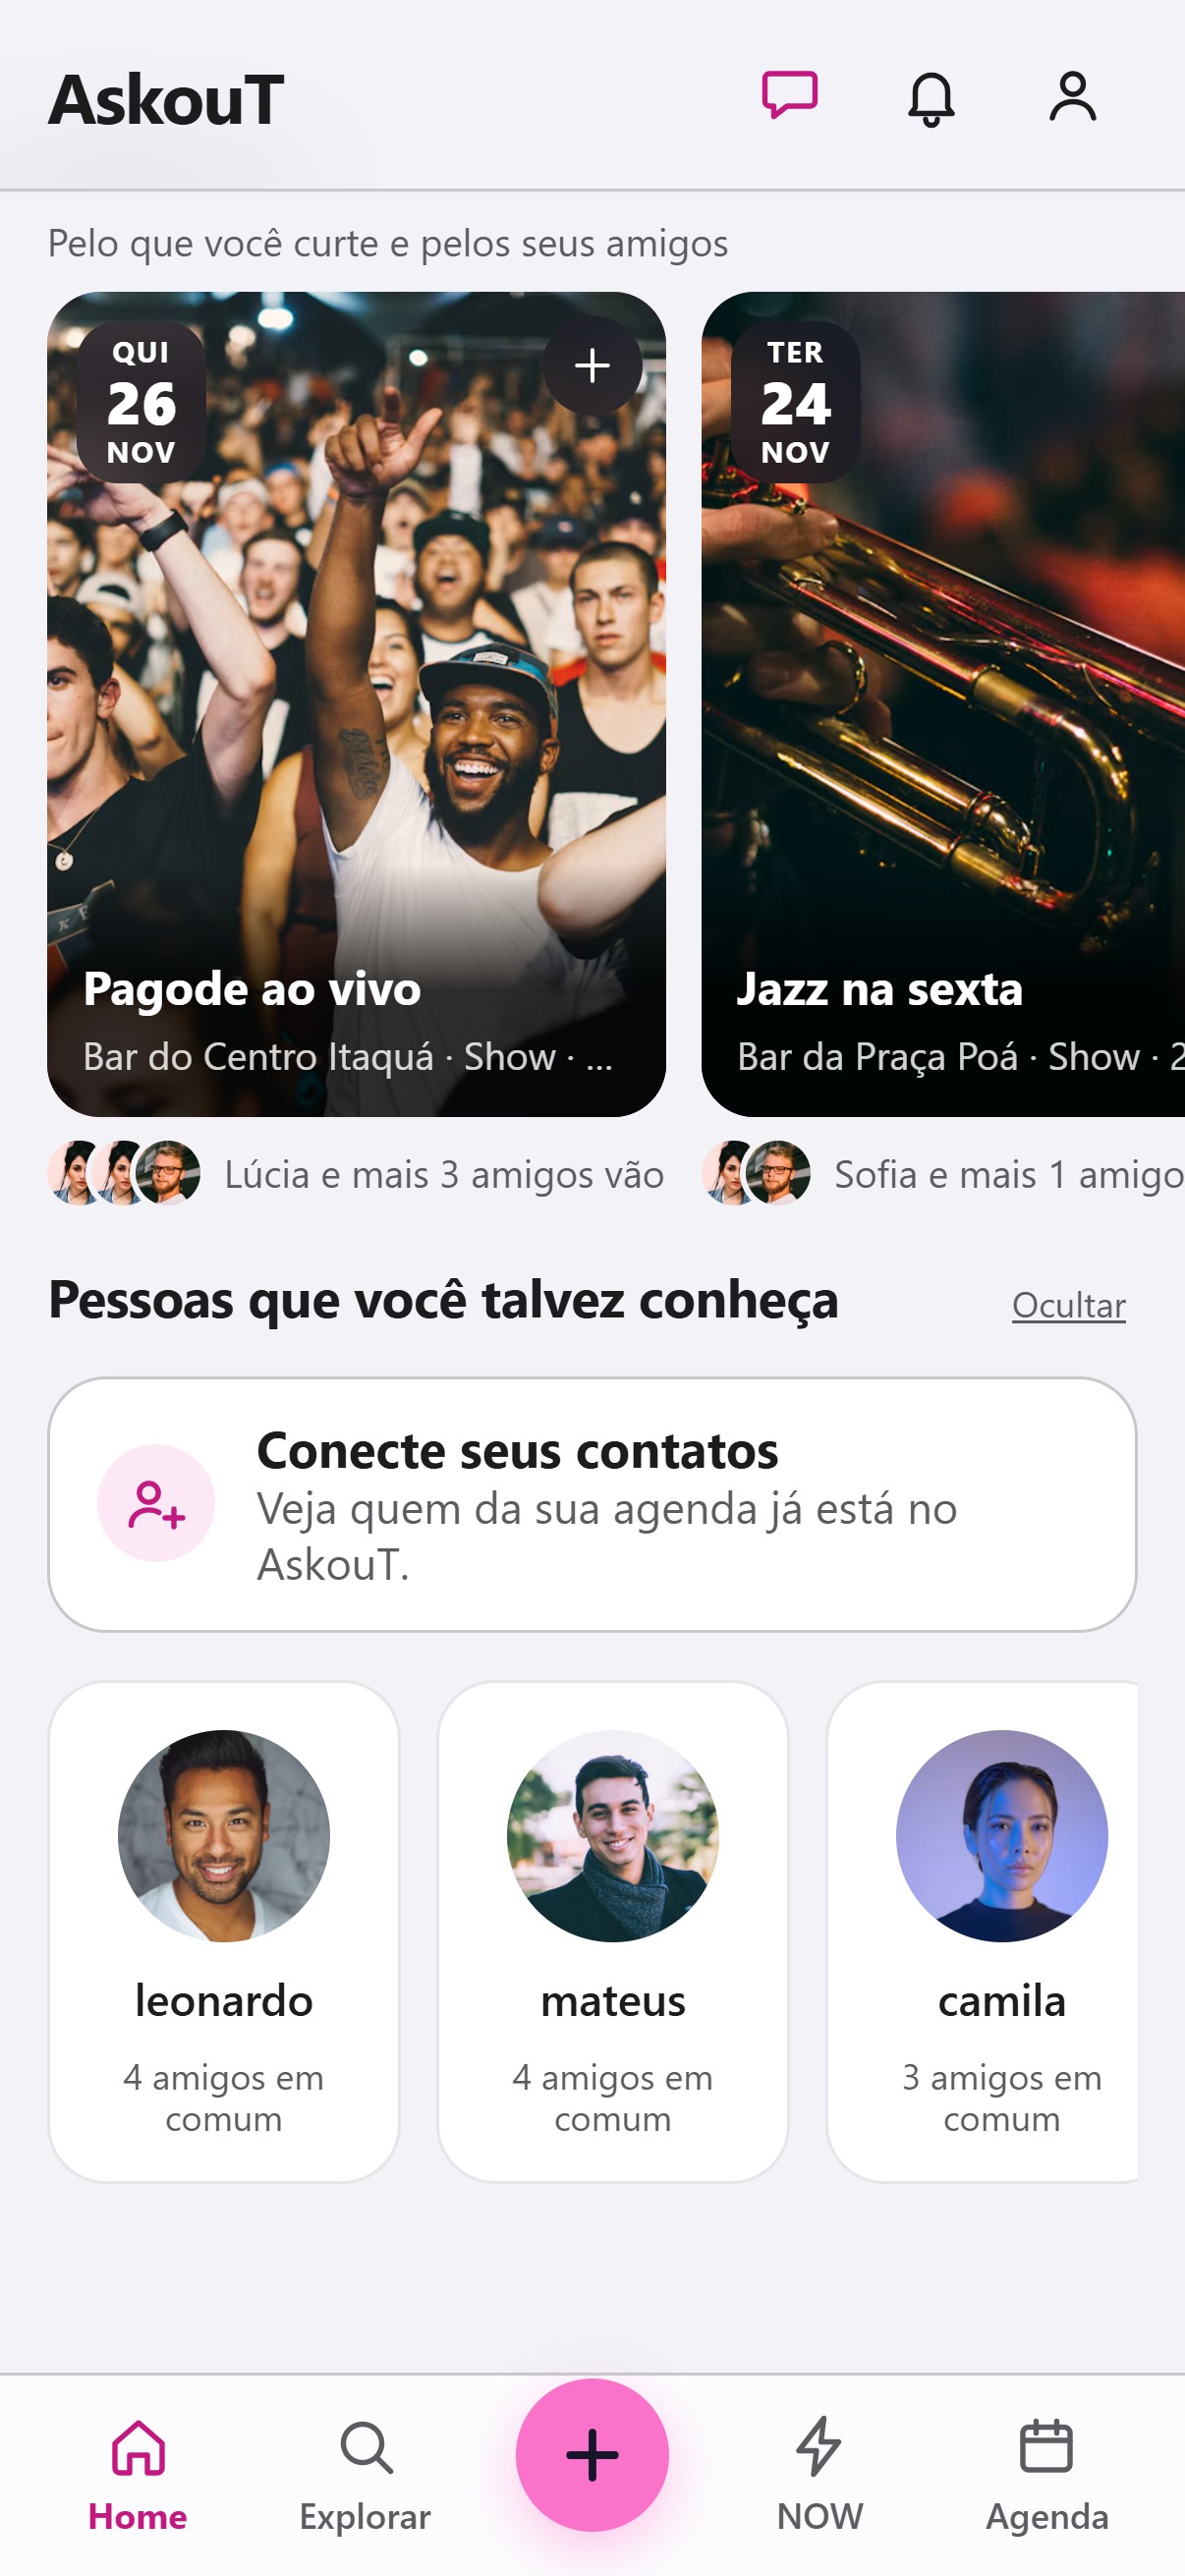 AskouT
Pelo que você curte e pelos seus amigos
QUI
26
NOV
TER
24
NOV
Pagode ao vivo
Bar do Centro Itaquá · Show · ...
Jazz na sexta
Bar da Praça Poá · Show · 2
Lúcia e mais 3 amigos vão
Sofia e mais 1 amigo
Pessoas que você talvez conheça
Ocultar
Conecte seus contatos
Veja quem da sua agenda já está no
AskouT.
leonardo
4 amigos em
comum
mateus
4 amigos em
comum
camila
3 amigos em
comum
Home
Explorar
NOW
Agenda